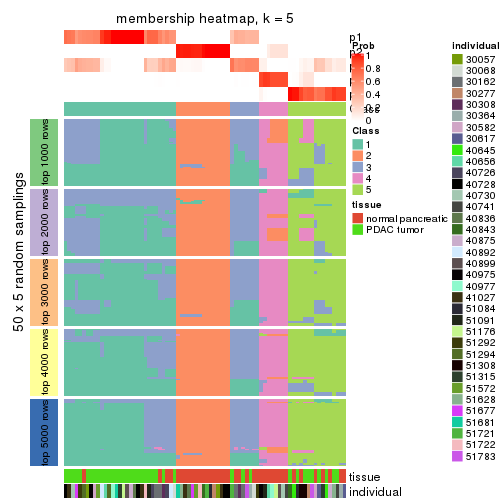 membership heatmap, k = 5
p1
p2
Prob
1
0.8
0.6
0.4
0.2
0
Class
1
2
3
4
5
tissue
normal pancreatic
PDAC tumor
individual
30057
30068
30162
30277
30308
30364
30582
30617
40645
40656
40726
40728
40730
40741
40836
40843
40875
40892
40899
40975
40977
41027
51084
51091
51176
51292
51294
51308
51315
51572
51628
51677
51681
51721
51722
51783
50 x 5 random samplings
top 1000 rows
top 2000 rows
top 3000 rows
top 4000 rows
top 5000 rows
tissue
individual